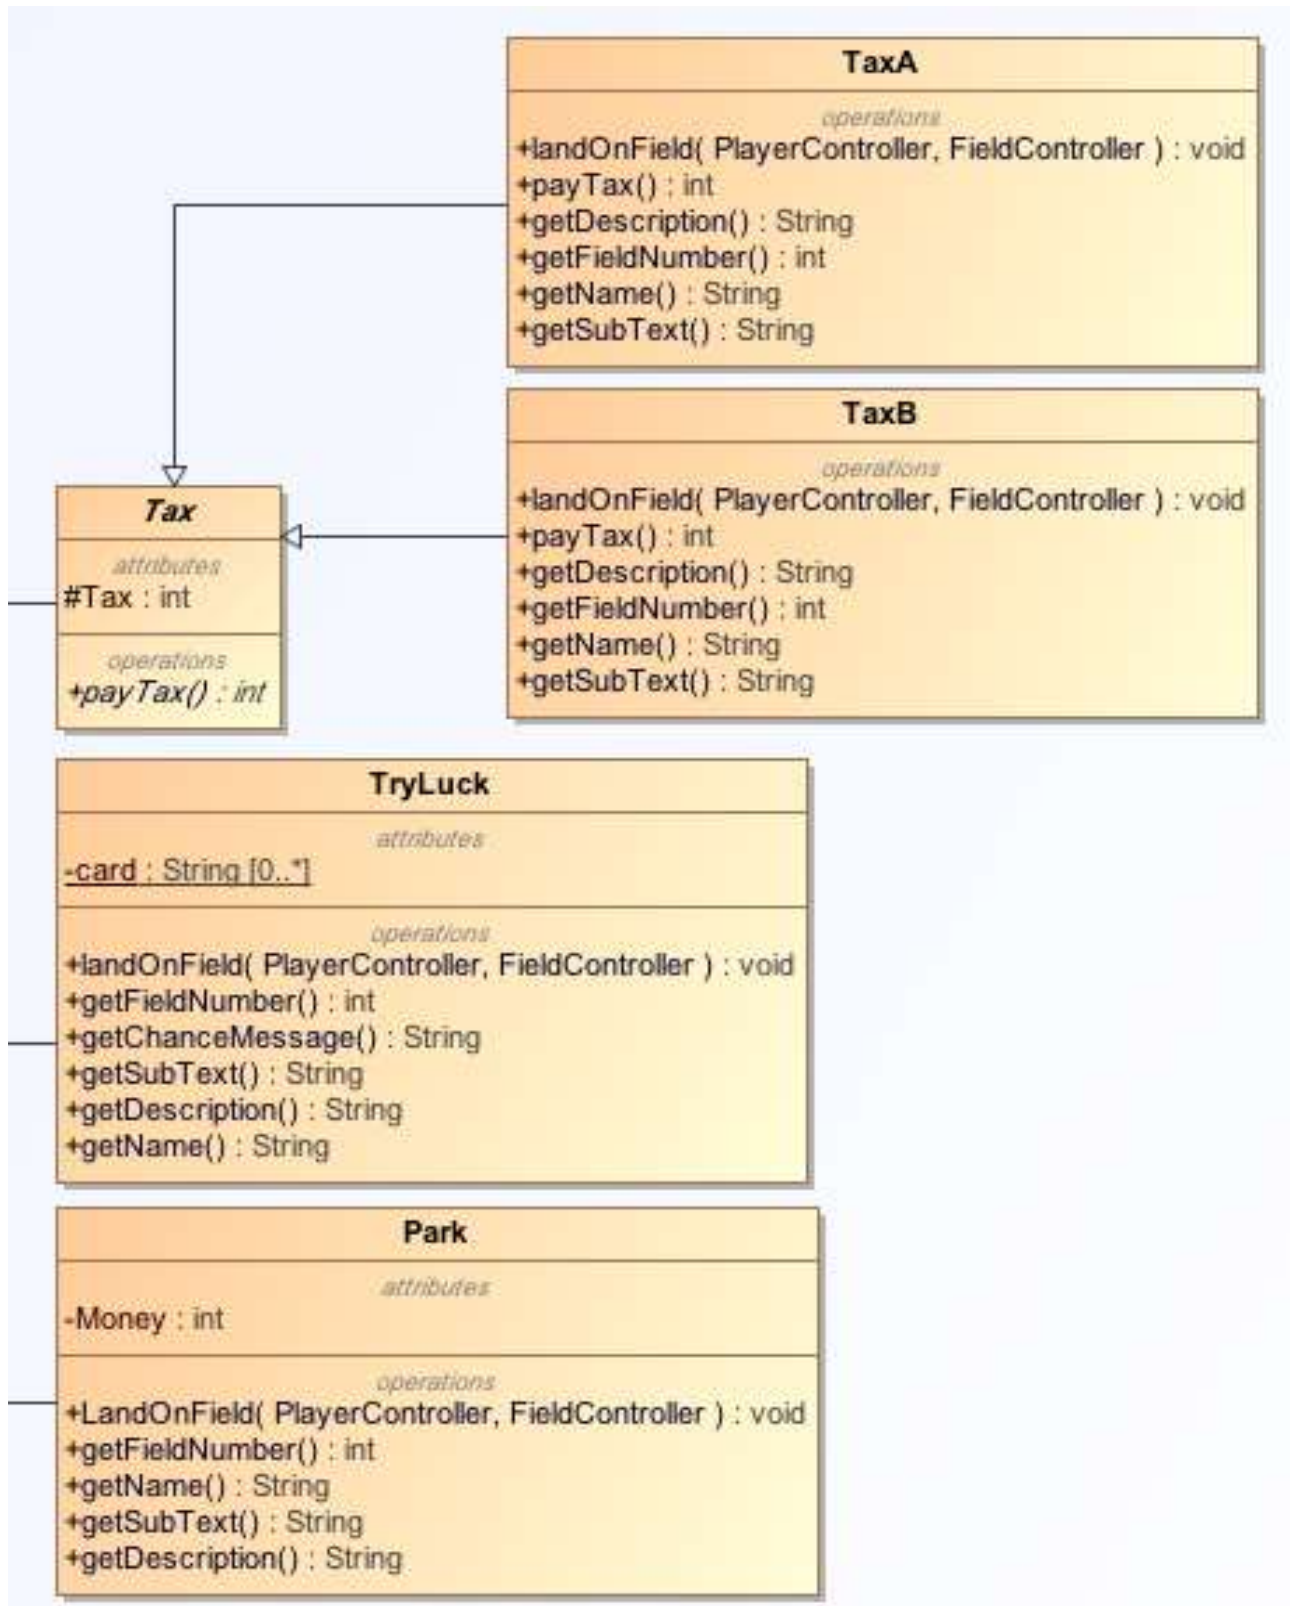 TaxA
operations
+landOnField( PlayerController, FieldController ) : void
+payTax() : int
+getDescription() : String
+getFieldNumber() : int
+getName() : String
+getSubText() : String
TaxB
operations
+landOnField( PlayerController, FieldController ) : void
+payTax() : int
+getDescription() : String
+getFieldNumber() : int
+getName() : String
+getSubText() : String
Tax
attributes
#Tax : int
operations
+payTax() : int
TryLuck
attributes
-card : String [0..*]
operations
+landOnField( PlayerController, FieldController ) : void
+getFieldNumber() : int
+getChanceMessage() : String
+getSubText() : String
+getDescription() : String
+getName() : String
Park
attributes
-Money : int
operations
+LandOnField( PlayerController, FieldController ) : void
+getFieldNumber() : int
+getName() : String
+getSubText() : String
+getDescription() : String